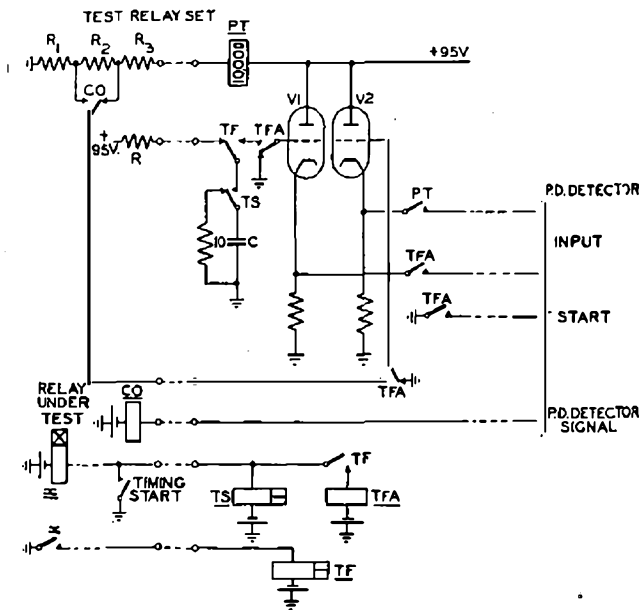 TEST RELAY SET
PT
R1 R2 R3
+95V
CO
V1 V2
+
95V.
R
TF TFA
TS
10 C
PT
P.D. DETECTOR
INPUT
TFA
TFA
START
TFA
RELAY
UNDER
TEST
CO
P.D. DETECTOR
SIGNAL
TIMING
START
TF
X
TS
TFA
X
TF